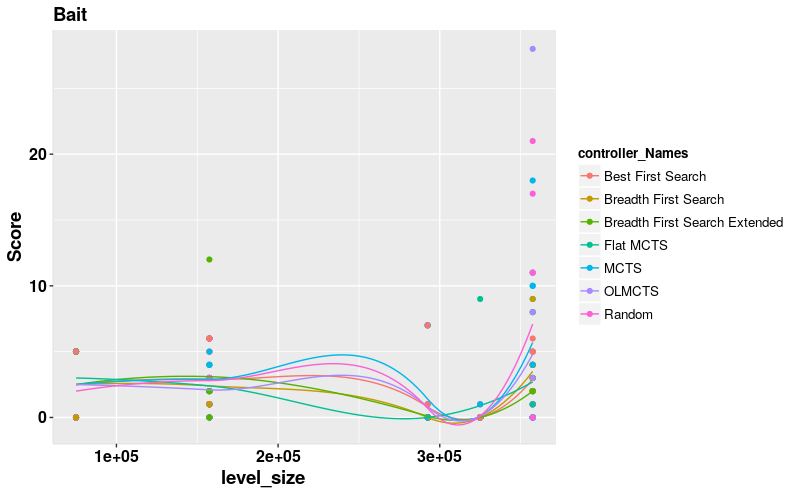 Bait
Score
20
10
0
1e+05
2e+05
3e+05
level_size
controller_Names
Best First Search
Breadth First Search
Breadth First Search Extended
Flat MCTS
MCTS
OLMCTS
Random